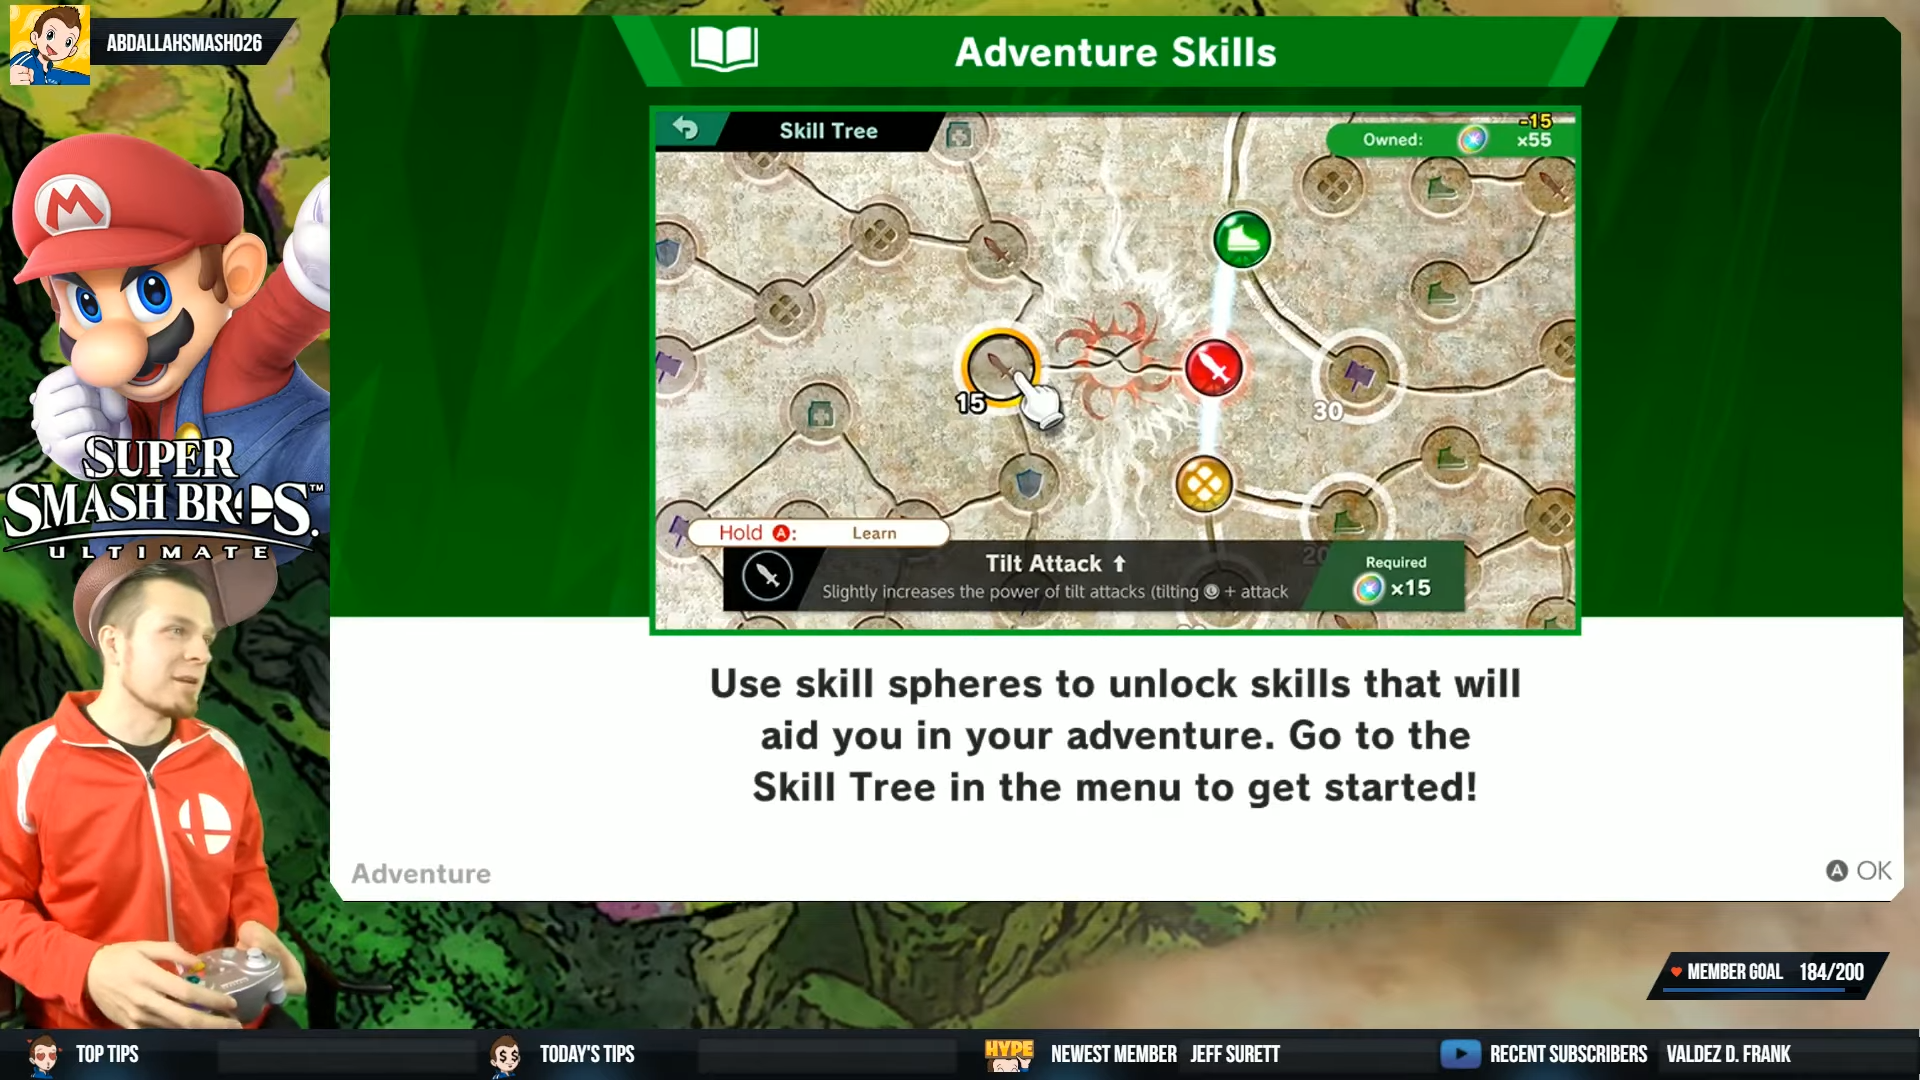 ABDALLAHSMASH026
Adventure Skills
Skill Tree
Owned:
-15
x55
M
15
30
SUPER
SMASH BROS.™
ULTIMATE
Hold A: Learn
Tilt Attack ↑
Slightly increases the power of tilt attacks (tilting L + attack
Required
x15
Use skill spheres to unlock skills that will
aid you in your adventure. Go to the
Skill Tree in the menu to get started!
Adventure
A OK
MEMBER GOAL 184/200
TOP TIPS
TODAY'S TIPS
HYPE
NEWEST MEMBER JEFF SURETT
RECENT SUBSCRIBERS VALDEZ D. FRANK